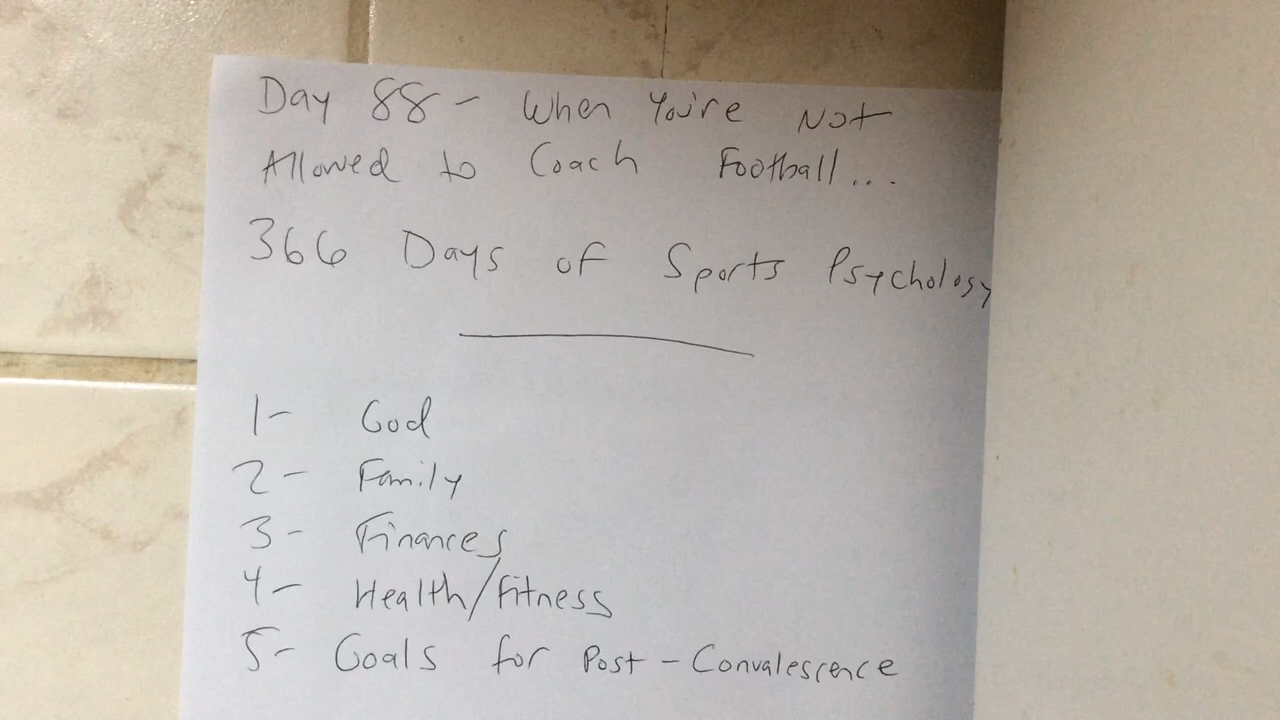 Day 88 - When You're Not
Allowed to Coach Football...
366 Days of Sports Psychology
1- God
2- Family
3- Finances
4- Health/Fitness
5- Goals for Post-Convalescence